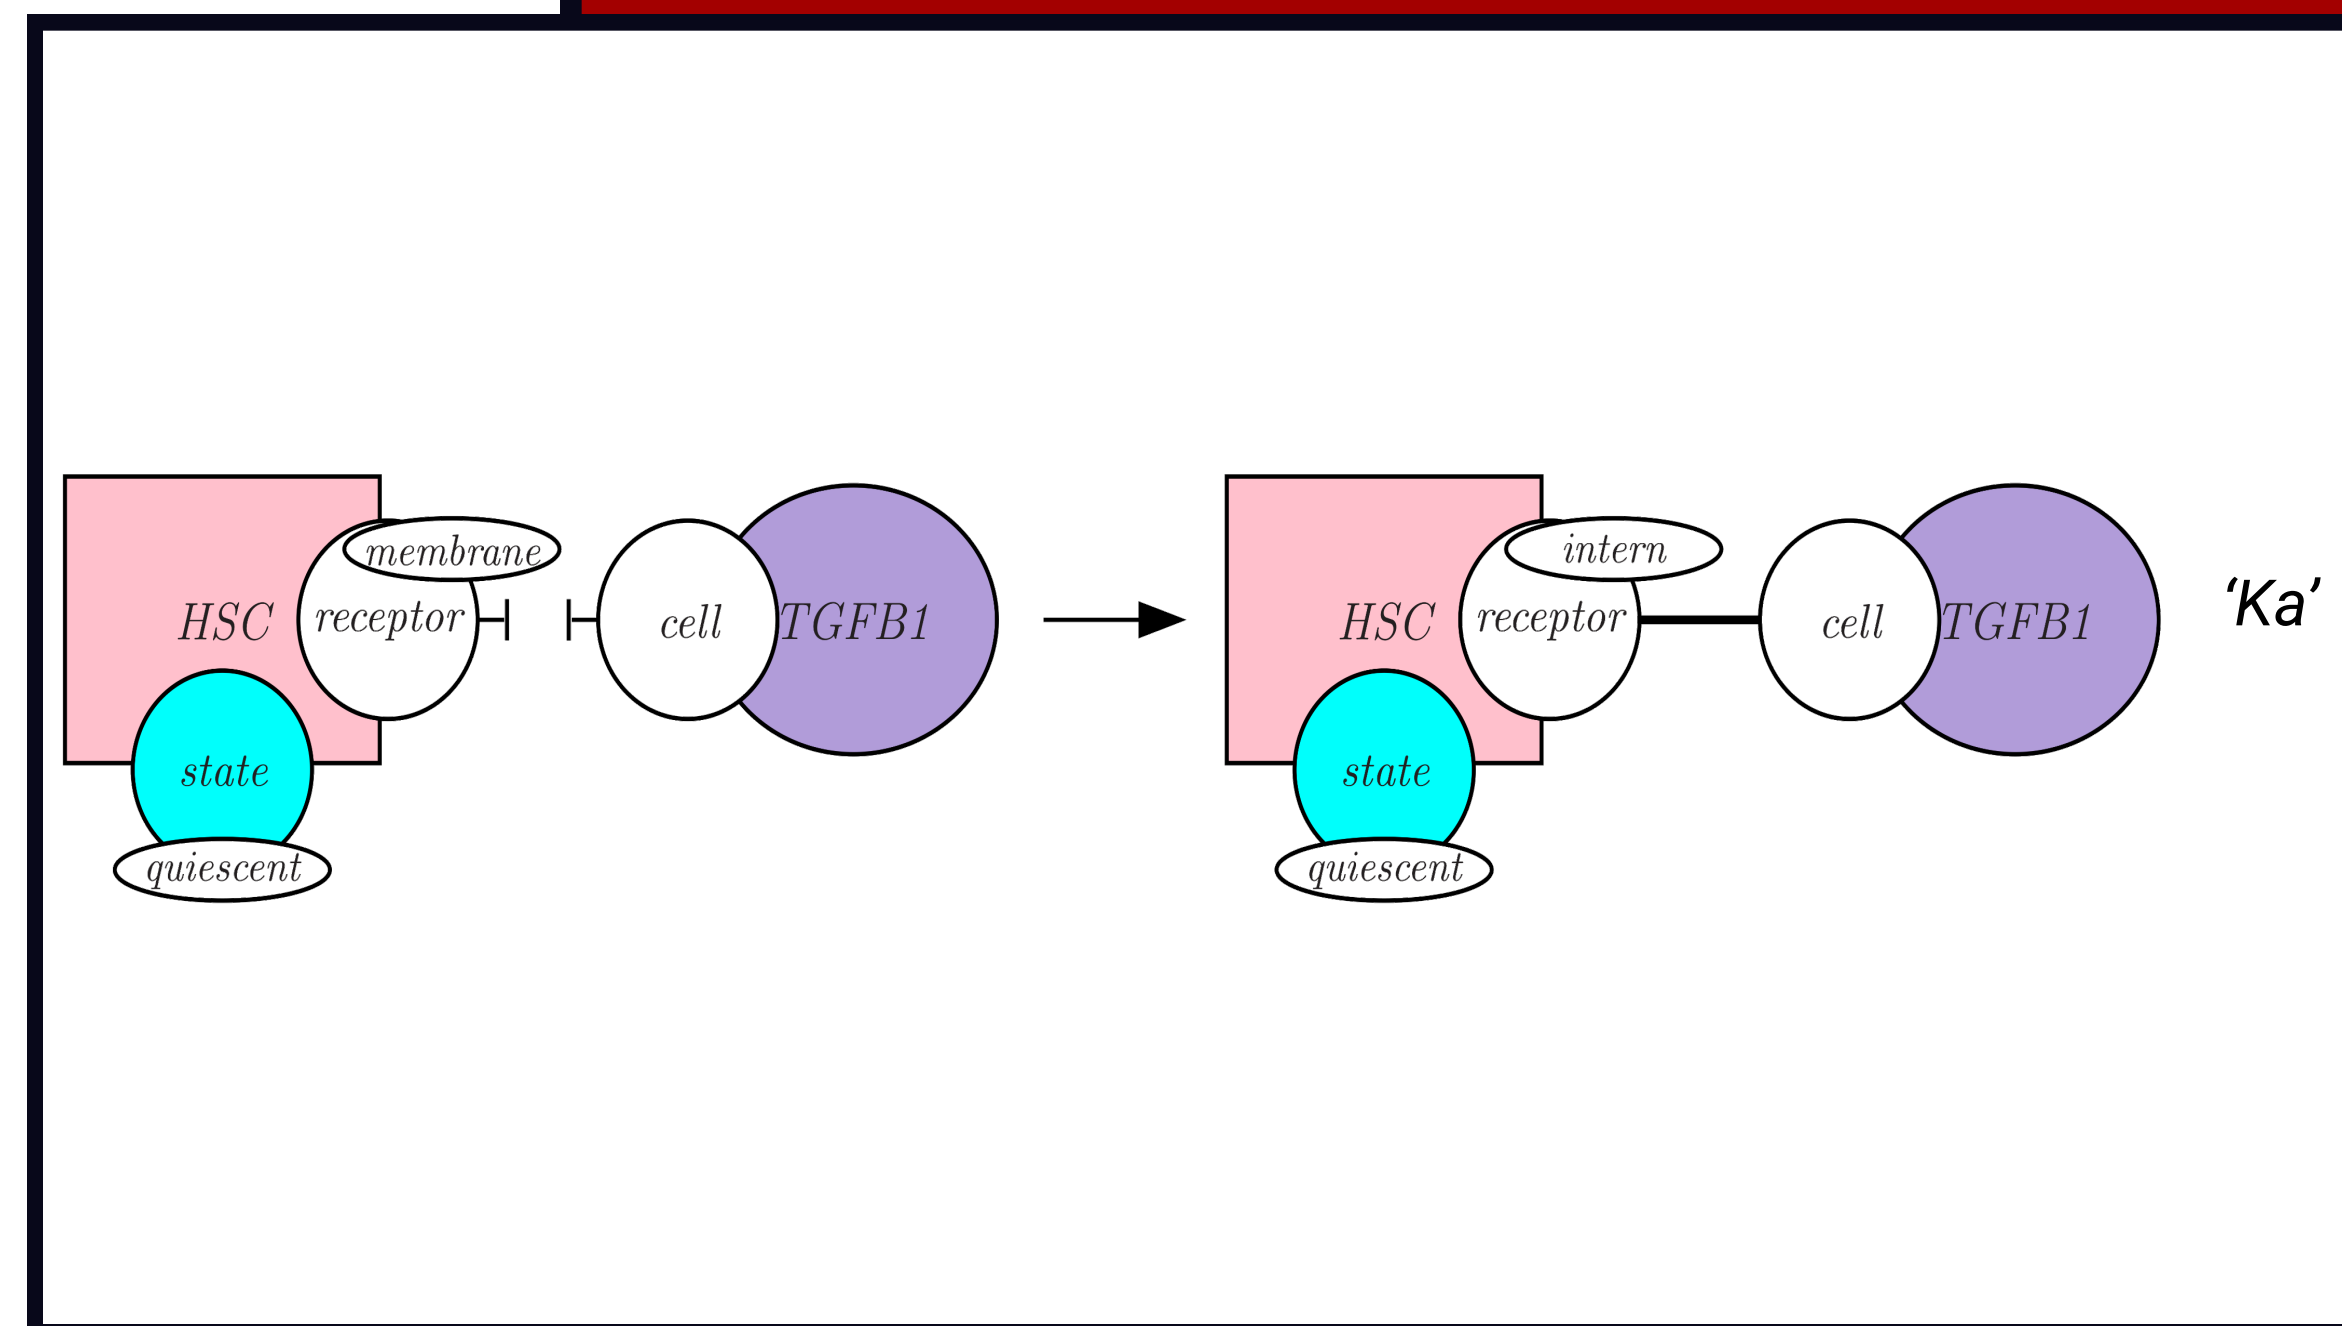 membrane
HSC receptor cell TGFB1
state
quiescent
intern
HSC receptor cell TGFB1
state
quiescent
‘Ka’